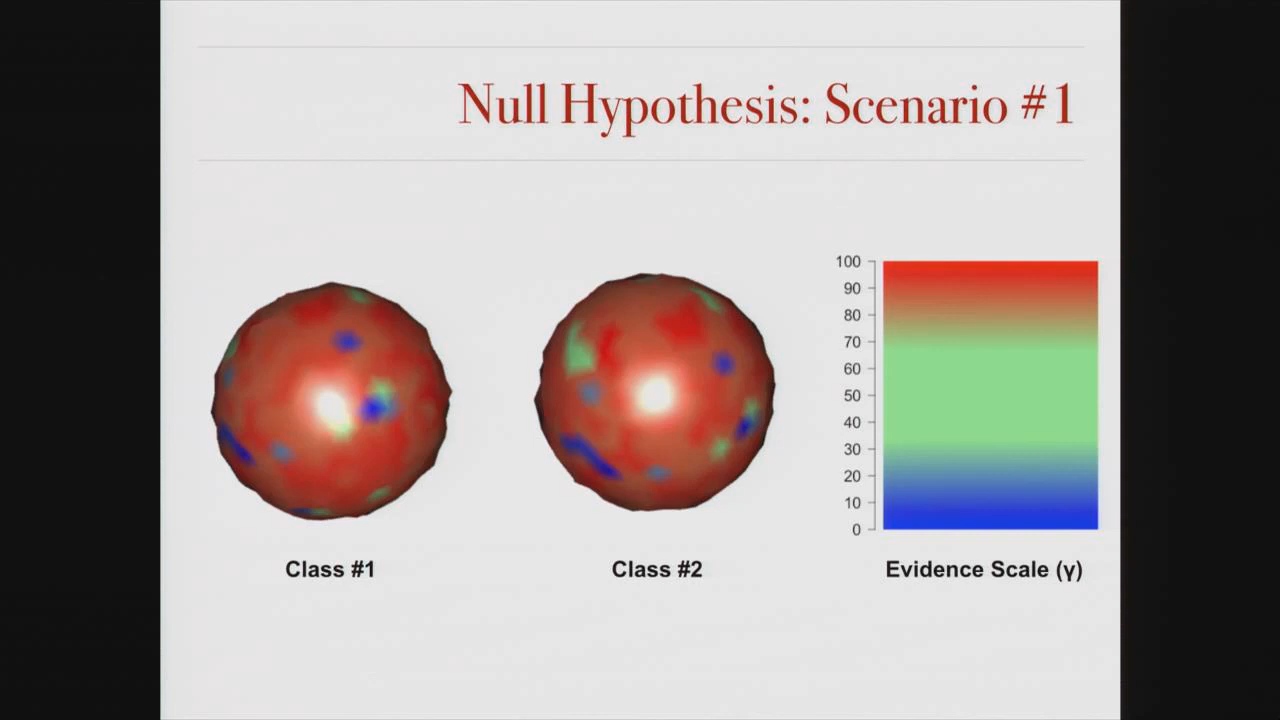 Null Hypothesis: Scenario #1
100
90
80
70
60
50
40
30
20
10
0
Class #1
Class #2
Evidence Scale (γ)